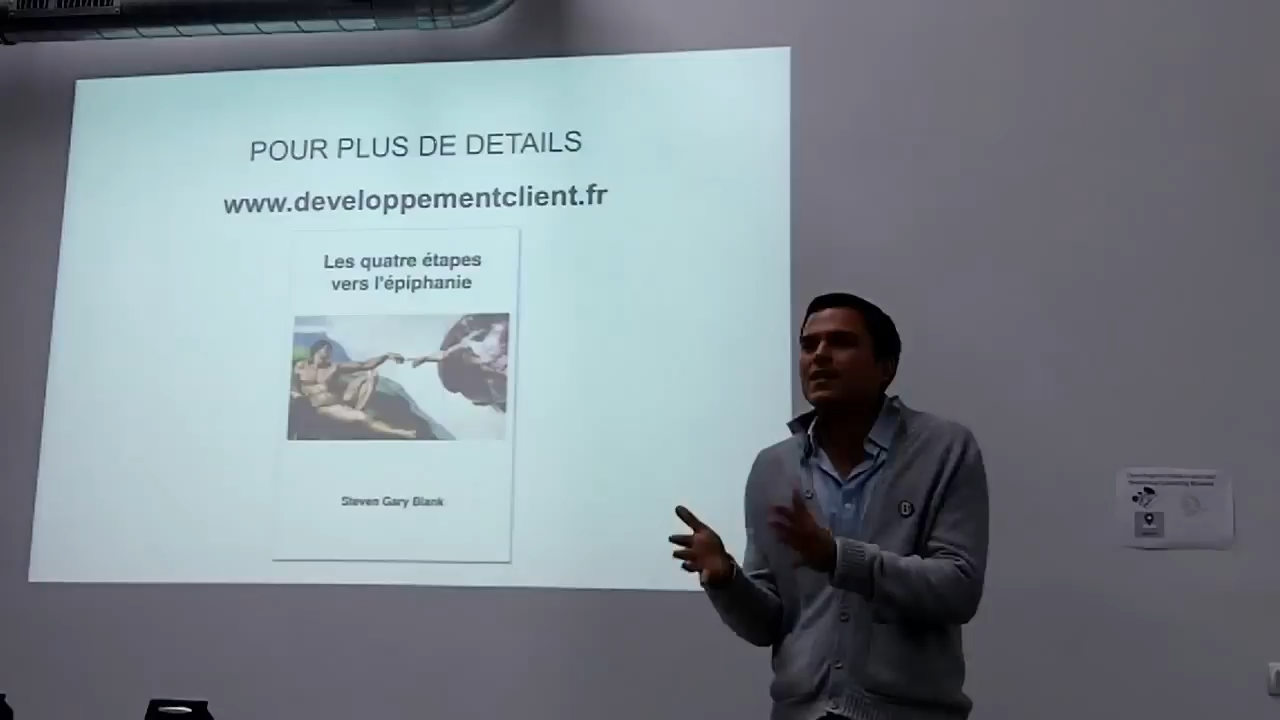 POUR PLUS DE DETAILS
www.developpementclient.fr
Les quatre étapes
vers l'épiphanie
Steven Gary Blank